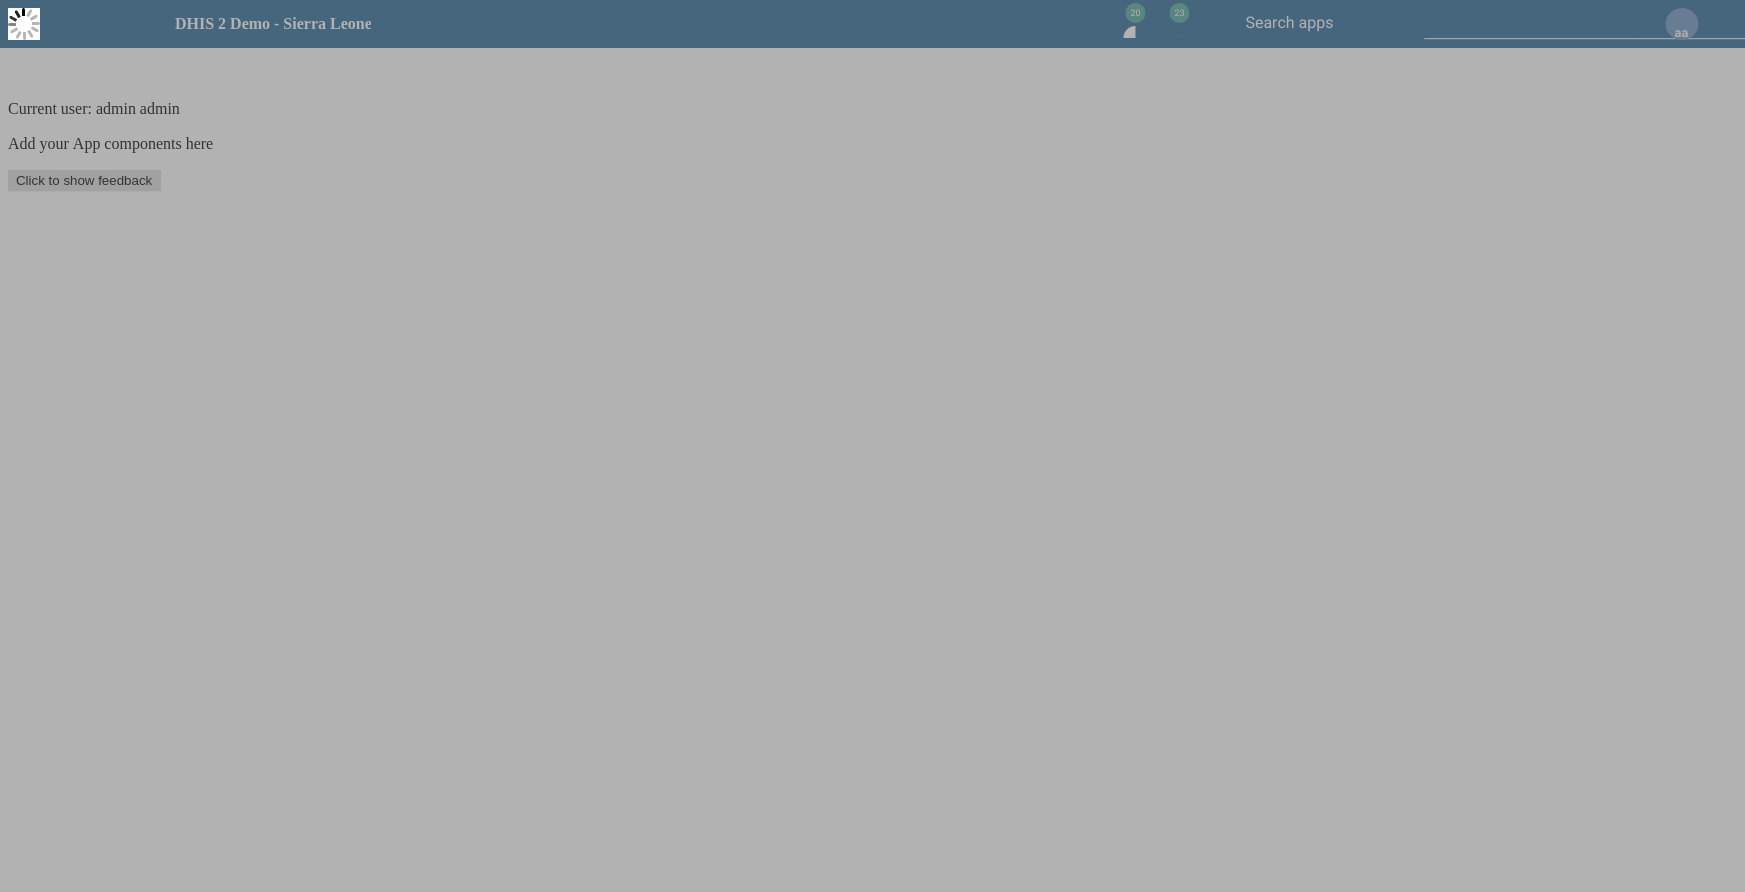 DHIS 2 Demo - Sierra Leone
20
23
Search apps
aa
Current user: admin admin
Add your App components here
Click to show feedback